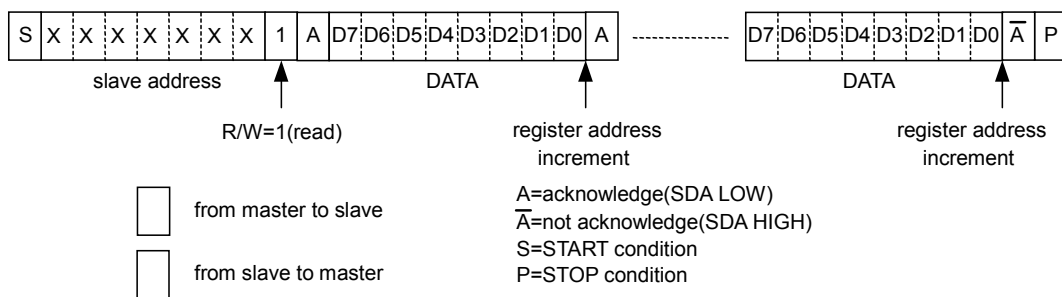 S X X X X X X X 1 A D7 D6 D5 D4 D3 D2 D1 D0 A D7 D6 D5 D4 D3 D2 D1 D0 A̅ P
slave address DATA DATA
R/W=1(read)
register address
increment
register address
increment
from master to slave
from slave to master
A=acknowledge(SDA LOW)
A̅=not acknowledge(SDA HIGH)
S=START condition
P=STOP condition